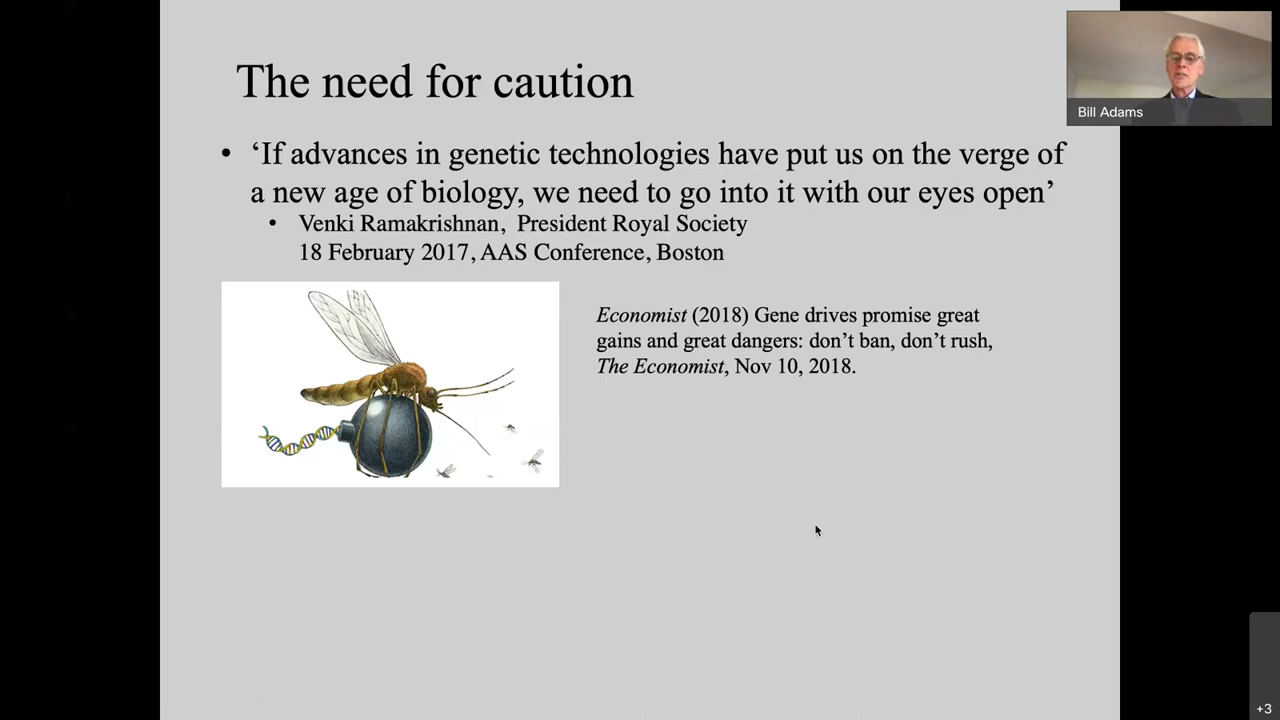 The need for caution
• ‘If advances in genetic technologies have put us on the verge of
a new age of biology, we need to go into it with our eyes open’
• Venki Ramakrishnan, President Royal Society
18 February 2017, AAS Conference, Boston
Economist (2018) Gene drives promise great
gains and great dangers: don’t ban, don’t rush,
The Economist, Nov 10, 2018.
Bill Adams
+3